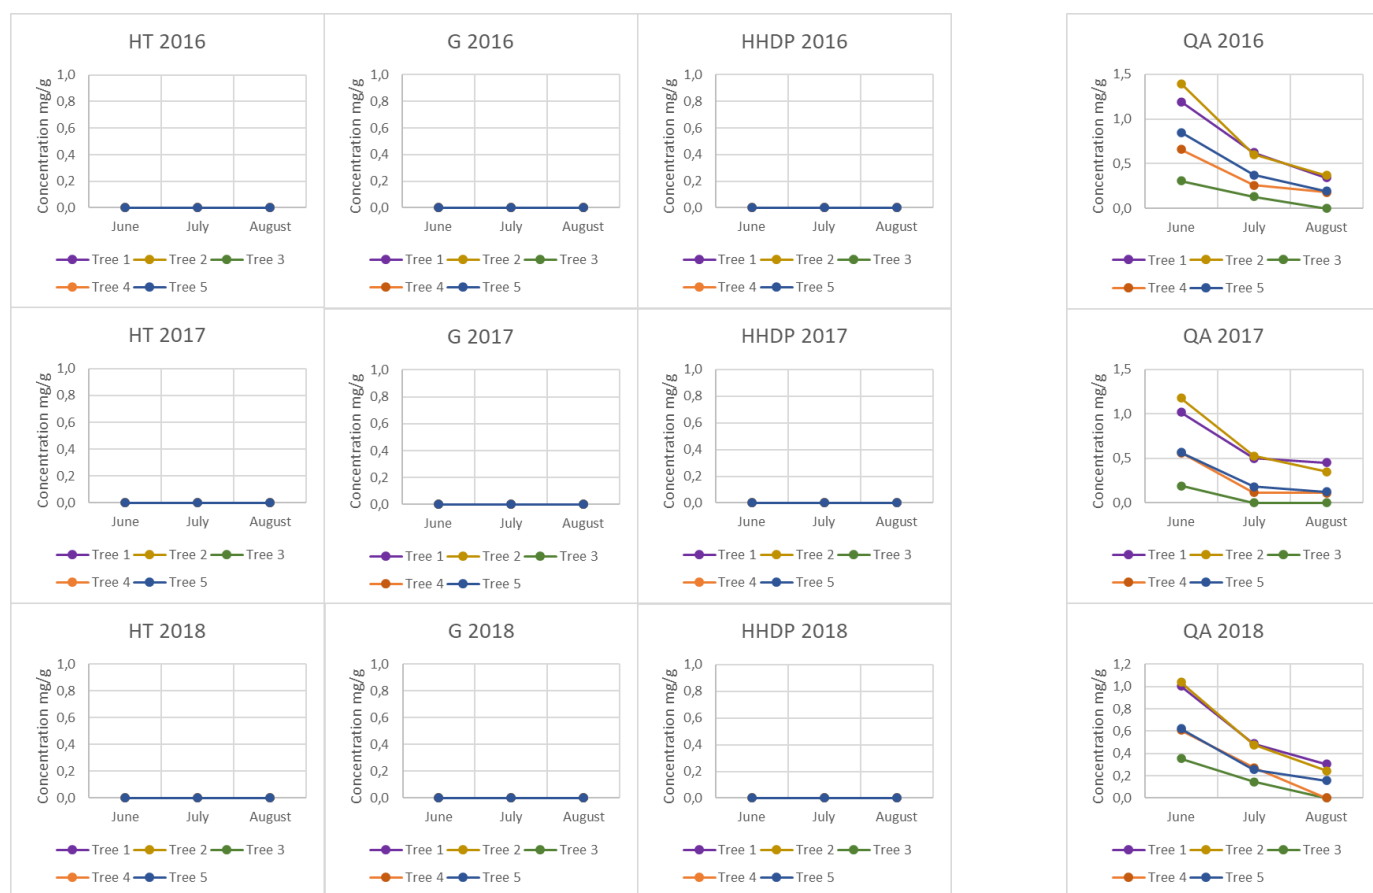 HT 2016
Concentration mg/g
1,0
0,8
0,6
0,4
0,2
0,0
June July August
Tree 1 Tree 2 Tree 3
Tree 4 Tree 5
G 2016
Concentration mg/g
1,0
0,8
0,6
0,4
0,2
0,0
June July August
Tree 1 Tree 2 Tree 3
Tree 4 Tree 5
HHDP 2016
Concentration mg/g
1,0
0,8
0,6
0,4
0,2
0,0
June July August
Tree 1 Tree 2 Tree 3
Tree 4 Tree 5
QA 2016
Concentration mg/g
1,5
1,0
0,5
0,0
June July August
Tree 1 Tree 2 Tree 3
Tree 4 Tree 5
HT 2017
Concentration mg/g
1,0
0,8
0,6
0,4
0,2
0,0
June July August
Tree 1 Tree 2 Tree 3
Tree 4 Tree 5
G 2017
Concentration mg/g
1,0
0,8
0,6
0,4
0,2
0,0
June July August
Tree 1 Tree 2 Tree 3
Tree 4 Tree 5
HHDP 2017
Concentration mg/g
1,0
0,8
0,6
0,4
0,2
0,0
June July August
Tree 1 Tree 2 Tree 3
Tree 4 Tree 5
QA 2017
Concentration mg/g
1,5
1,0
0,5
0,0
June July August
Tree 1 Tree 2 Tree 3
Tree 4 Tree 5
HT 2018
Concentration mg/g
1,0
0,8
0,6
0,4
0,2
0,0
June July August
Tree 1 Tree 2 Tree 3
Tree 4 Tree 5
G 2018
Concentration mg/g
1,0
0,8
0,6
0,4
0,2
0,0
June July August
Tree 1 Tree 2 Tree 3
Tree 4 Tree 5
HHDP 2018
Concentration mg/g
1,0
0,8
0,6
0,4
0,2
0,0
June July August
Tree 1 Tree 2 Tree 3
Tree 4 Tree 5
QA 2018
Concentration mg/g
1,2
1,0
0,8
0,6
0,4
0,2
0,0
June July August
Tree 1 Tree 2 Tree 3
Tree 4 Tree 5